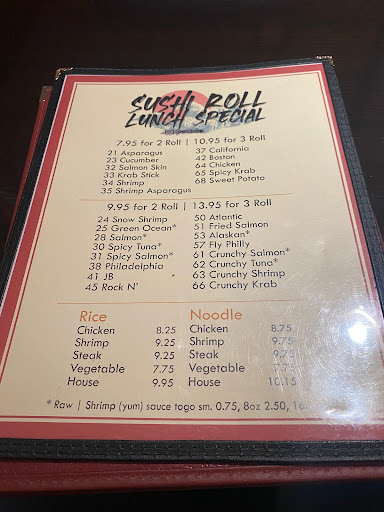 SUSHI ROLL
LUNCH SPECIAL
7.95 for 2 Roll | 10.95 for 3 Roll
21 Asparagus
23 Cucumber
32 Salmon Skin
33 Krab Stick
34 Shrimp
35 Shrimp Asparagus
37 California
42 Boston
64 Chicken
65 Spicy Krab
68 Sweet Potato
9.95 for 2 Roll | 13.95 for 3 Roll
24 Snow Shrimp
25 Green Ocean*
28 Salmon*
30 Spicy Tuna*
31 Spicy Salmon*
38 Philadelphia
41 JB
45 Rock N'
50 Atlantic
51 Fried Salmon
53 Alaskan*
57 Fly Philly
61 Crunchy Salmon*
62 Crunchy Tuna*
63 Crunchy Shrimp
66 Crunchy Krab
Rice
Chicken 8.25
Shrimp 9.25
Steak 9.25
Vegetable 7.75
House 9.95
Noodle
Chicken 8.75
Shrimp 9.75
Steak 9.75
Vegetable 7.75
House 10.15
* Raw | Shrimp (yum) sauce togo sm. 0.75, 8oz 2.50, 16